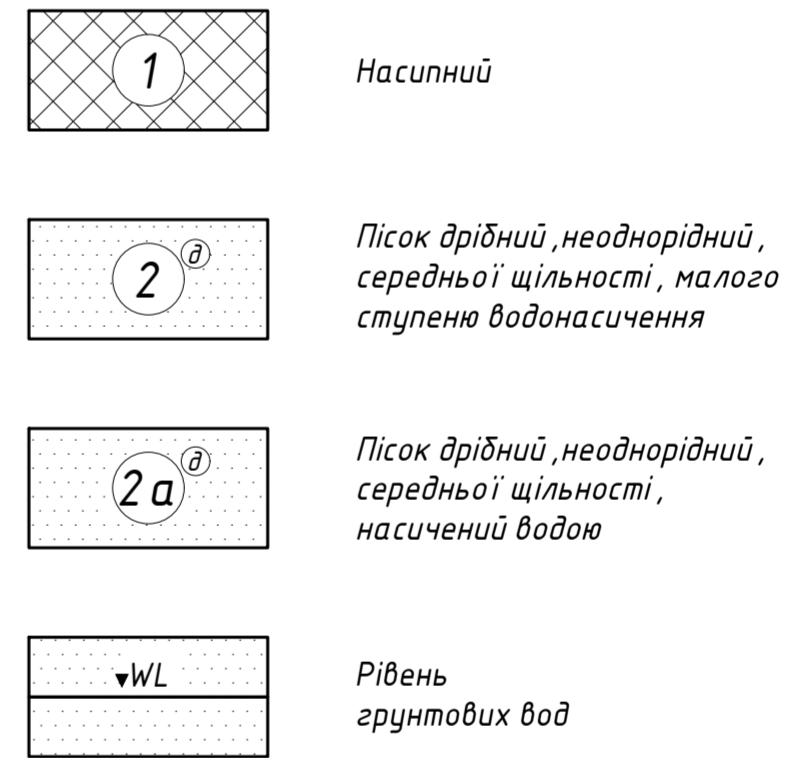 1
Насипний
2 д
Пісок дрібний ,неоднорідний ,
середньої щільності , малого
ступеню водонасичення
2а д
Пісок дрібний ,неоднорідний ,
середньої щільності ,
насичений водою
▼WL
Рівень
грунтових вод